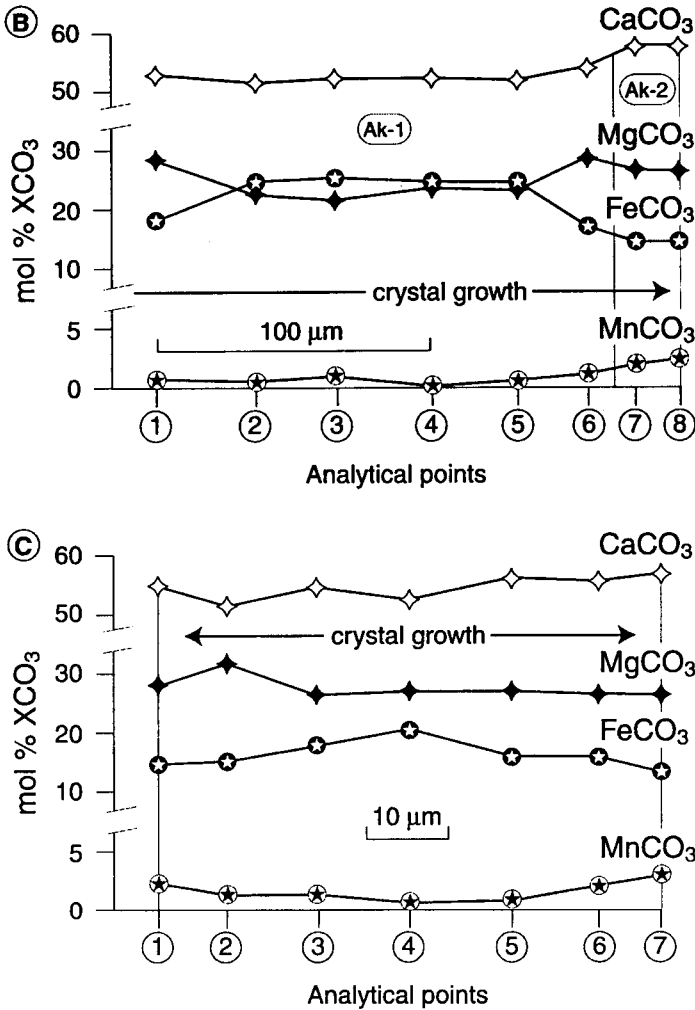 B
CaCO3
60
50
Ak-2
Ak-1
MgCO3
30
20
FeCO3
10
mol % XCO3
crystal growth
MnCO3
100 µm
5
0
1 2 3 4 5 6 7 8
Analytical points
C
CaCO3
60
50
crystal growth
MgCO3
30
20
FeCO3
10
mol % XCO3
10 µm
MnCO3
5
0
1 2 3 4 5 6 7
Analytical points